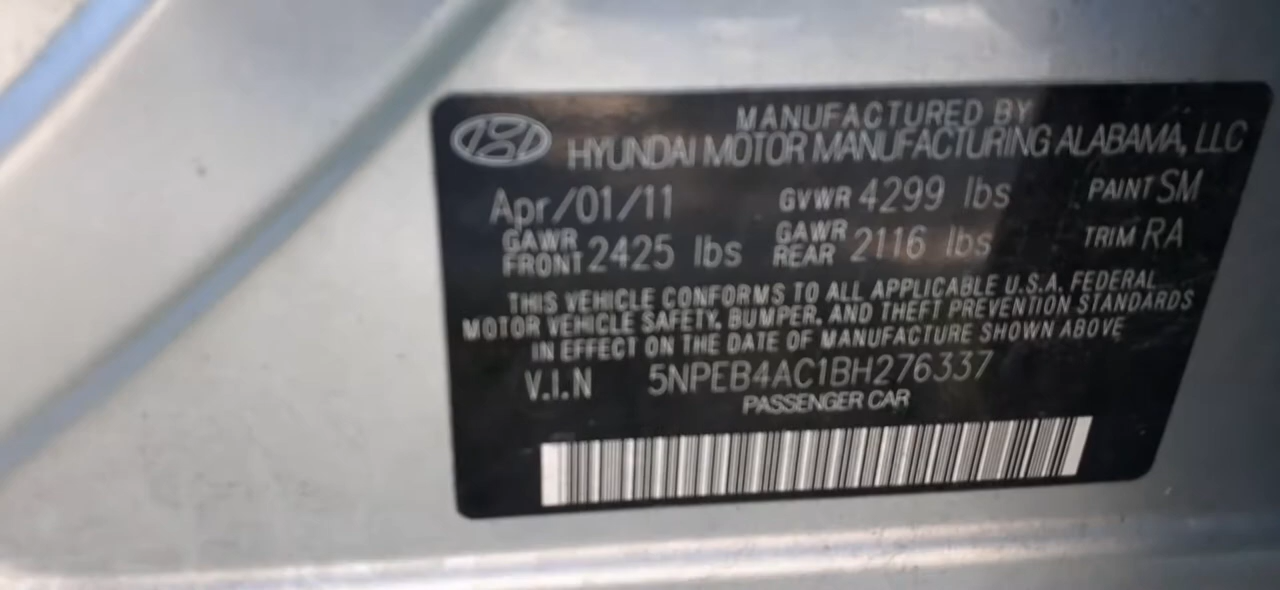 MANUFACTURED BY
HYUNDAI MOTOR MANUFACTURING ALABAMA, LLC
Apr/01/11 GVWR 4299 lbs PAINT SM
GAWR FRONT 2425 lbs GAWR REAR 2116 lbs TRIM RA
THIS VEHICLE CONFORMS TO ALL APPLICABLE U.S.A. FEDERAL
MOTOR VEHICLE SAFETY, BUMPER, AND THEFT PREVENTION STANDARDS
IN EFFECT ON THE DATE OF MANUFACTURE SHOWN ABOVE
V.I.N 5NPEB4AC1BH276337
PASSENGER CAR